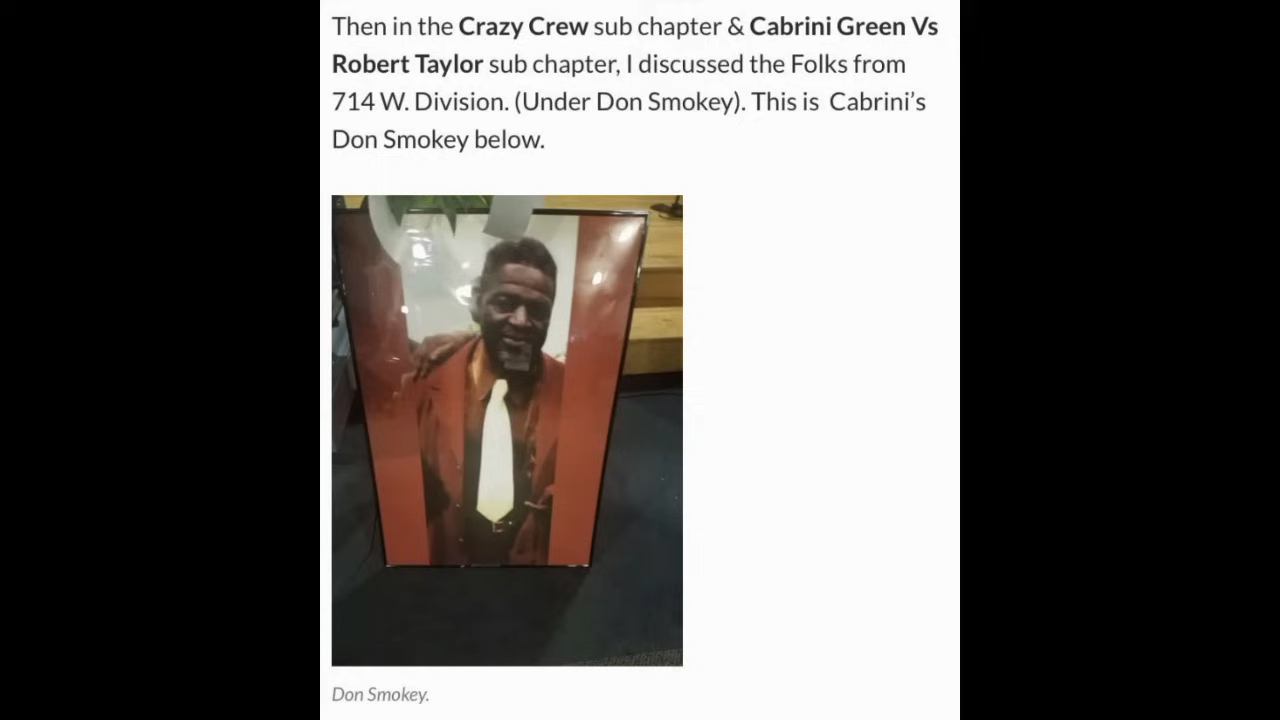 Then in the Crazy Crew sub chapter & Cabrini Green Vs
Robert Taylor sub chapter, I discussed the Folks from
714 W. Division. (Under Don Smokey). This is Cabrini’s
Don Smokey below.
Don Smokey.